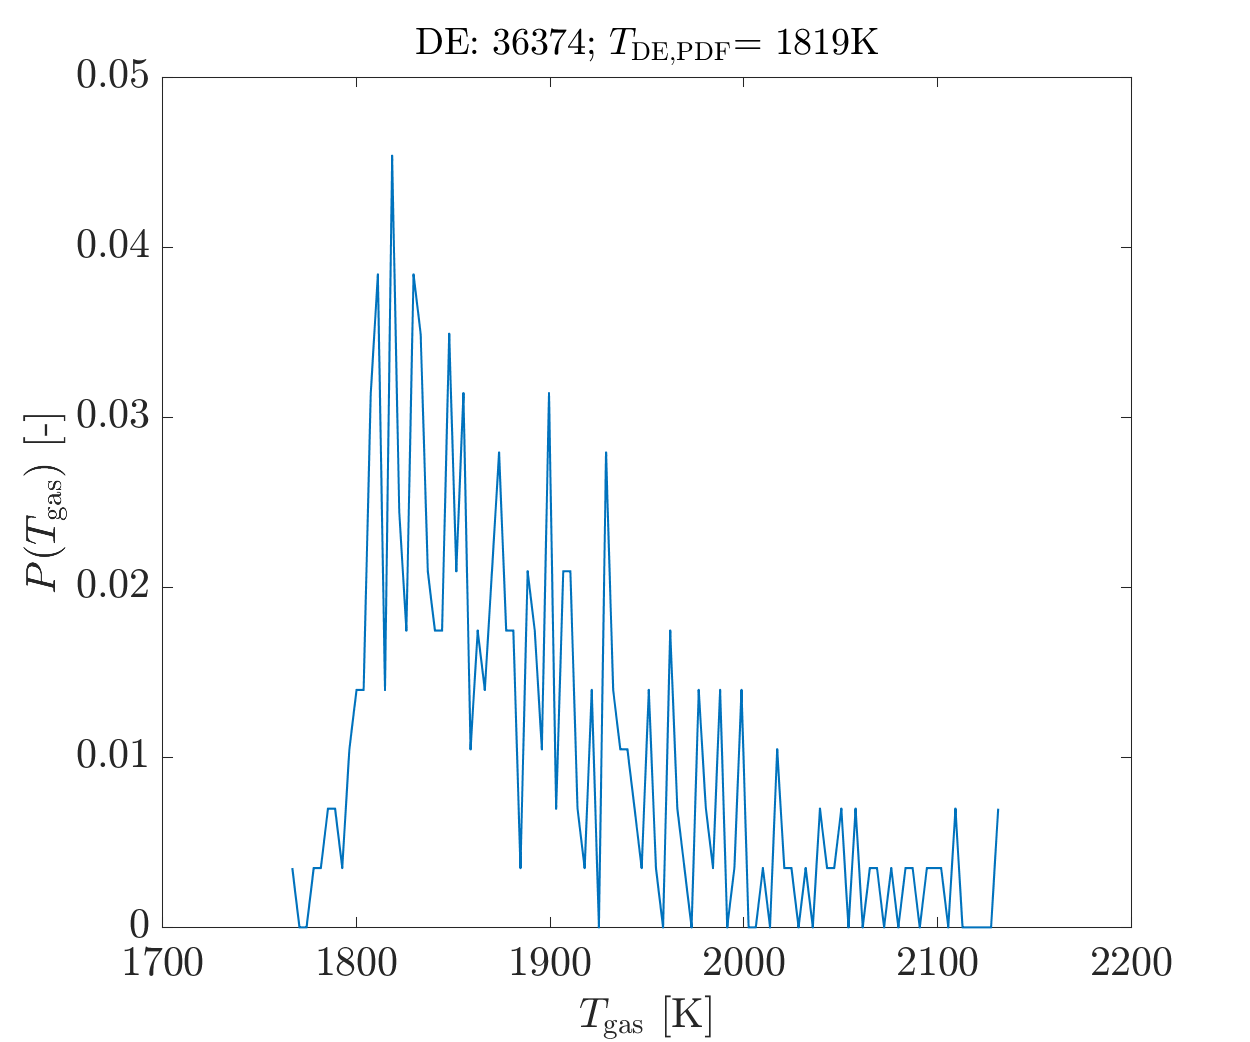 DE: 36374; T_DE,PDF= 1819K
0.05
0.04
0.03
0.02
0.01
0
P(T_gas) [-]
1700 1800 1900 2000 2100 2200
T_gas [K]